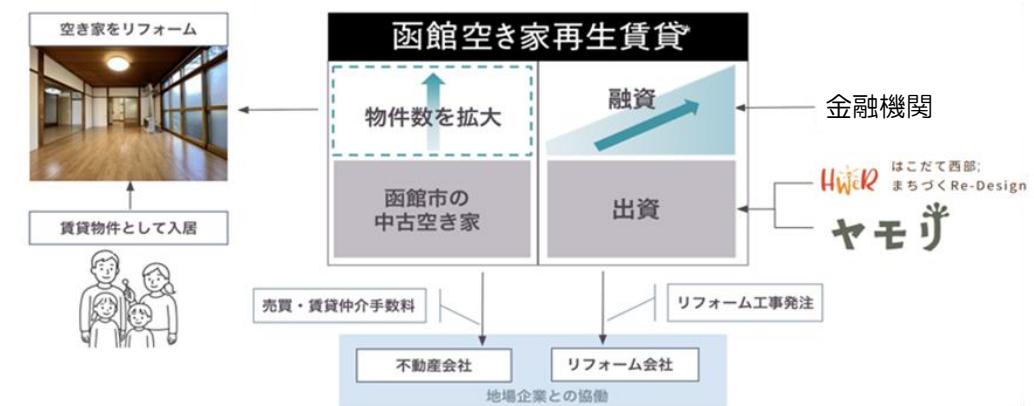 空き家をリフォーム
函館空き家再生賃貸
物件数を拡大
融資
金融機関
函館市の
中古空き家
出資
HWeR
はこだて西部;
まちづくRe-Design
ヤモリ
賃貸物件として入居
売買・賃貸仲介手数料
リフォーム工事発注
不動産会社
リフォーム会社
地場企業との協働